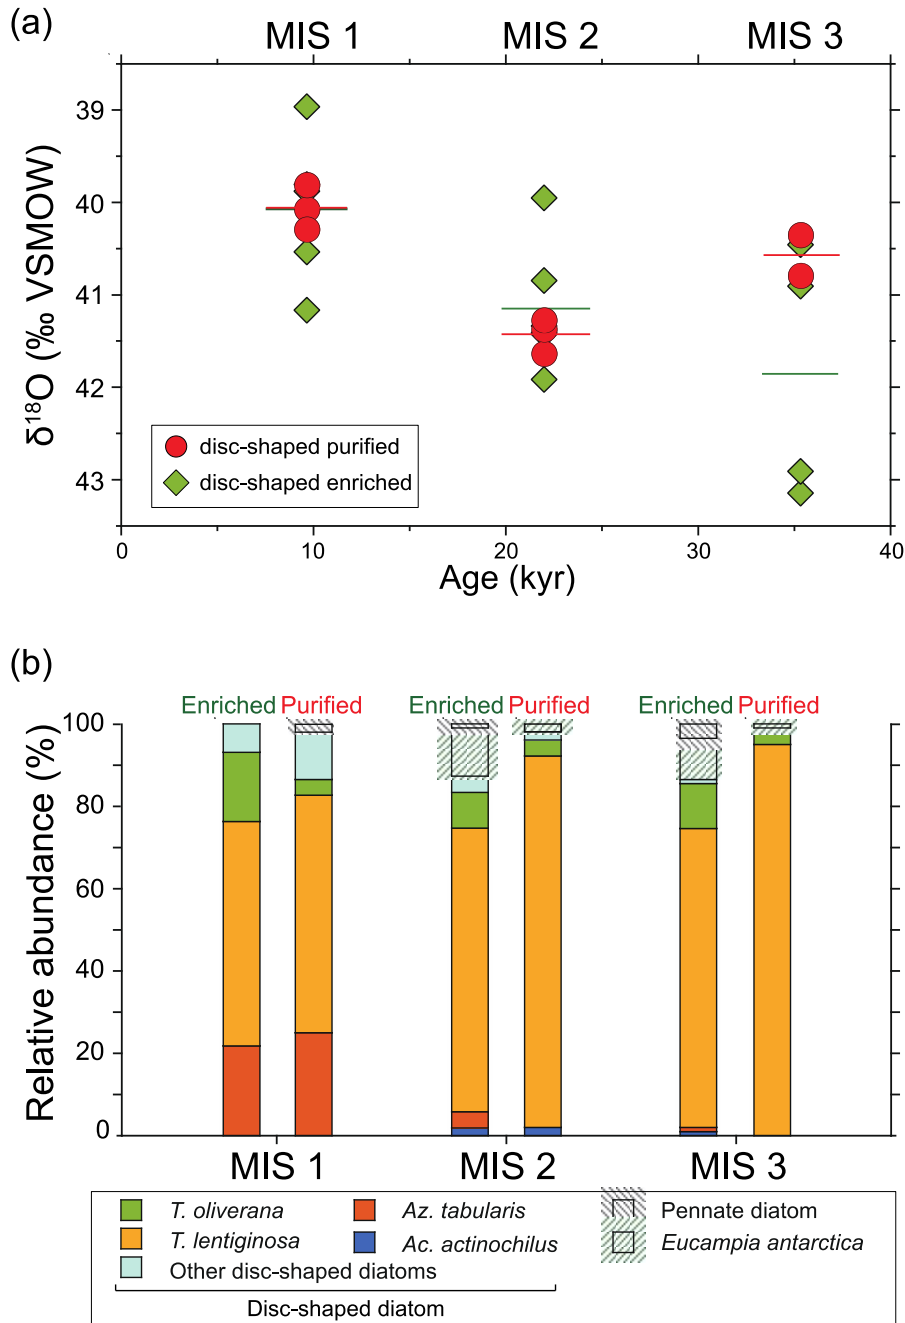 (a)
MIS 1 MIS 2 MIS 3
39
40
41
42
43
δ¹⁸O (‰ VSMOW)
disc-shaped purified
disc-shaped enriched
0 10 20 30 40
Age (kyr)
(b)
Enriched Purified Enriched Purified Enriched Purified
100
80
60
40
20
0
Relative abundance (%)
MIS 1 MIS 2 MIS 3
T. oliverana Az. tabularis Pennate diatom
T. lentiginosa Ac. actinochilus Eucampia antarctica
Other disc-shaped diatoms
Disc-shaped diatom